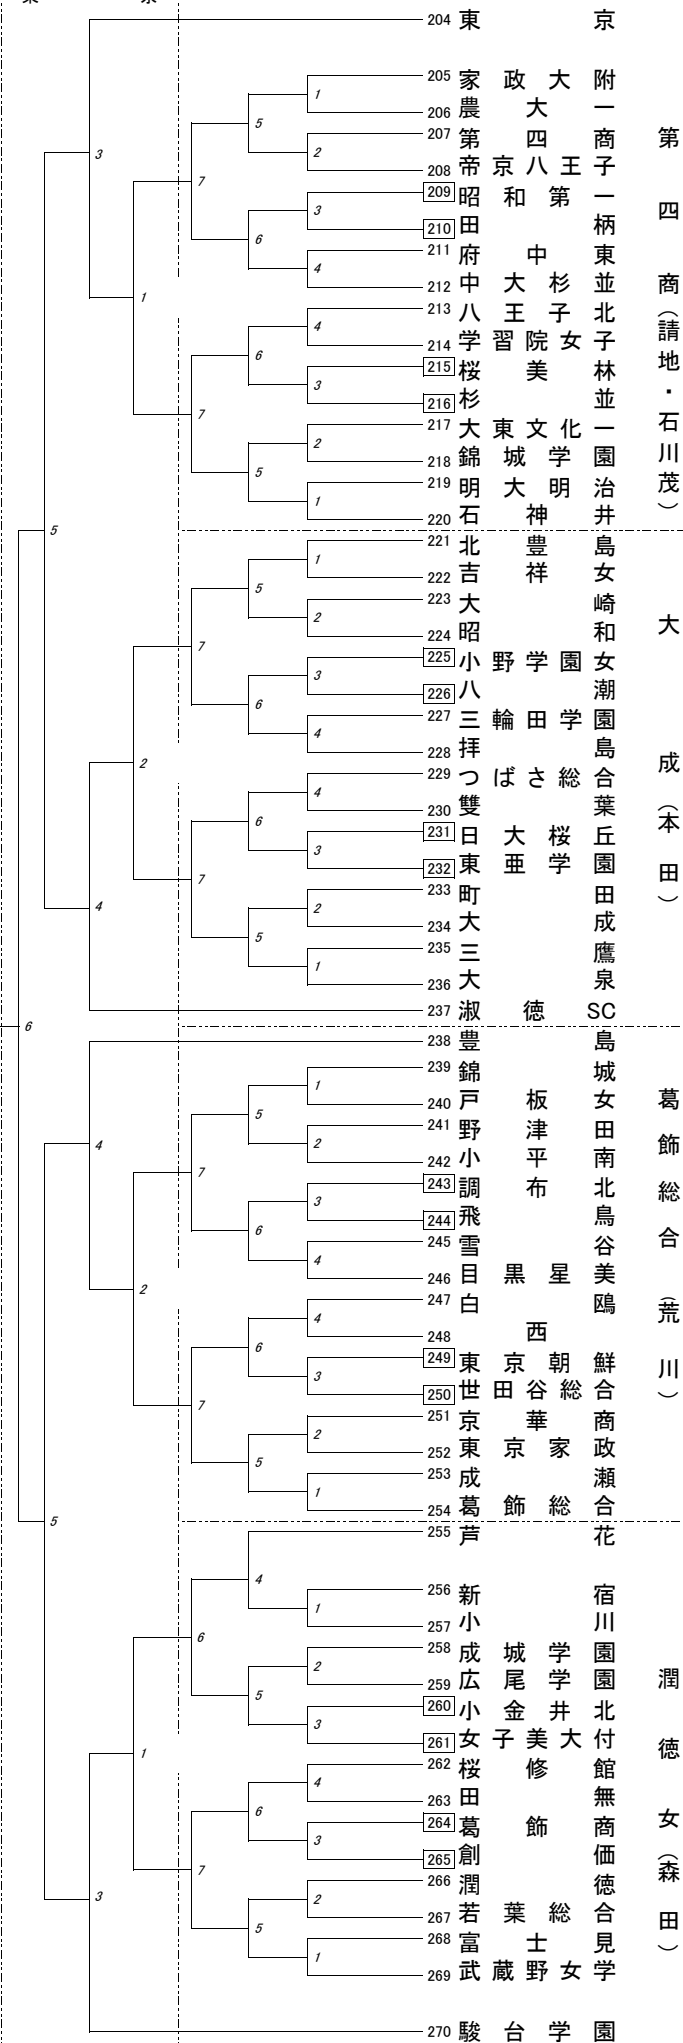 204 東京
205 家政大附
206 農大一
207 第四商
208 帝京八王子
209 昭和第一
210 田柄
211 府中東
212 中大杉並
213 八王子北
214 学習院女子
215 桜美林
216 杉並
217 大東文化一
218 錦城学園
219 明大明治
220 石神井
第四商（請地・石川茂）
221 北豊島
222 吉祥女
223 大崎
224 昭和
225 小野学園女
226 八潮
227 三輪田学園
228 拝島
229 つばさ総合
230 雙葉
231 日大桜丘
232 東亜学園
233 町田
234 大成
235 三鷹
236 大泉
237 淑徳SC
大成（本田）
238 豊島
239 錦城
240 戸板女
241 野津田
242 小平南
243 調布北
244 飛鳥
245 雪谷
246 目黒星美
247 白鴎
248 西
249 東京朝鮮
250 世田谷総合
251 京華商
252 東京家政
253 成瀬
254 葛飾総合
葛飾総合（荒川）
255 芦花
256 新宿
257 小川
258 成城学園
259 広尾学園
260 小金井北
261 女子美大付
262 桜修館
263 田無
264 葛飾商
265 創価
266 潤徳
267 若葉総合
268 富士見
269 武蔵野女学
270 駿台学園
潤徳女（森田）
3
1
7
5
1
2
6
3
4
7
6
4
3
5
2
1
5
2
7
5
1
2
6
3
4
7
6
4
3
5
2
1
4
6
4
2
7
5
1
2
6
3
4
7
6
4
3
5
2
1
5
1
6
4
1
5
2
3
7
6
4
3
5
2
1
3